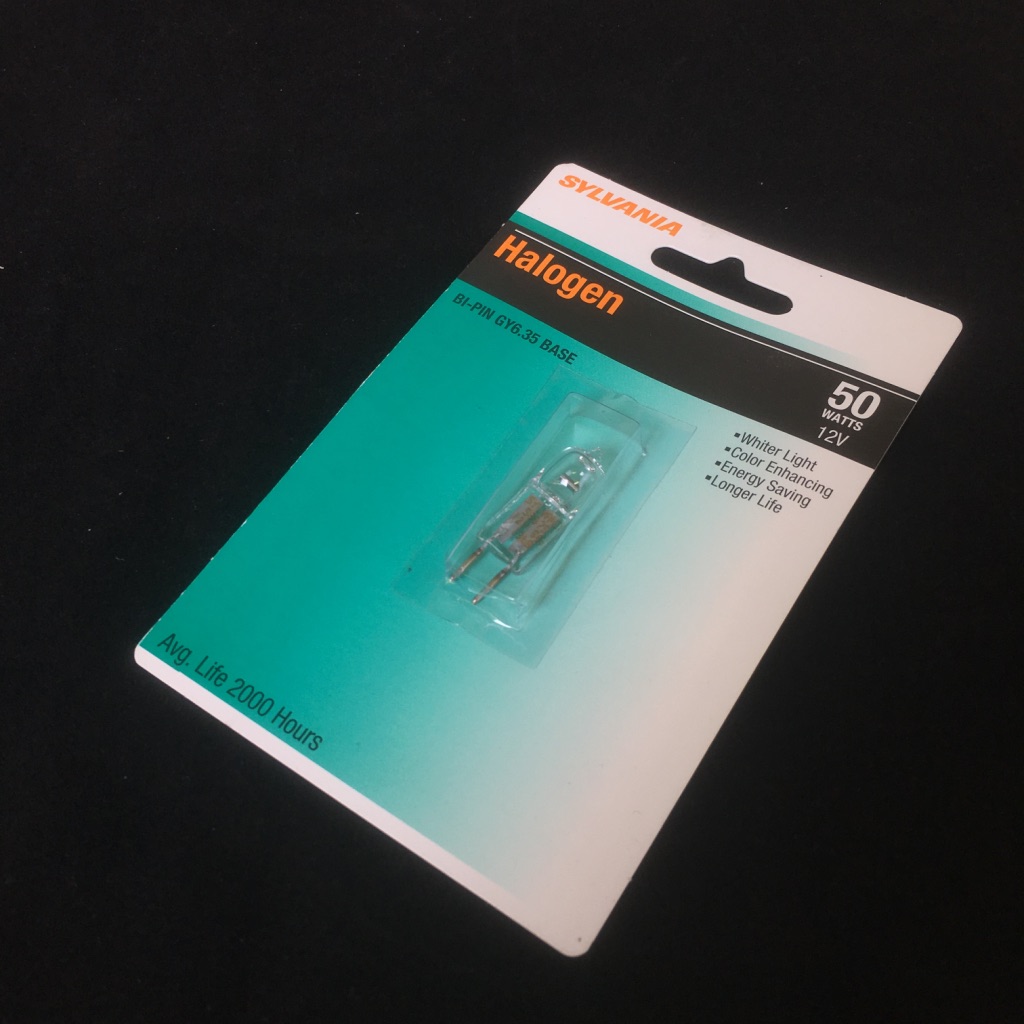 SYLVANIA
Halogen
BI-PIN GY6.35 BASE
50
WATTS
12V
▪Whiter Light
▪Color Enhancing
▪Energy Saving
▪Longer Life
Avg. Life 2000 Hours